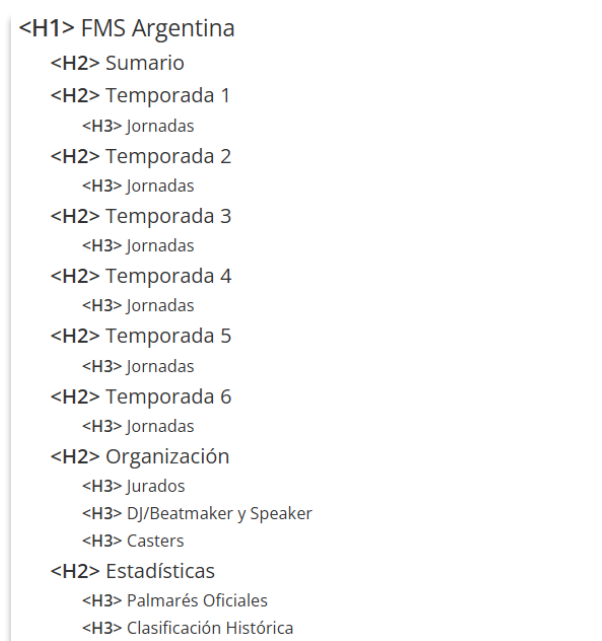 <H1> FMS Argentina
<H2> Sumario
<H2> Temporada 1
<H3> Jornadas
<H2> Temporada 2
<H3> Jornadas
<H2> Temporada 3
<H3> Jornadas
<H2> Temporada 4
<H3> Jornadas
<H2> Temporada 5
<H3> Jornadas
<H2> Temporada 6
<H3> Jornadas
<H2> Organización
<H3> Jurados
<H3> DJ/Beatmaker y Speaker
<H3> Casters
<H2> Estadísticas
<H3> Palmarés Oficiales
<H3> Clasificación Histórica